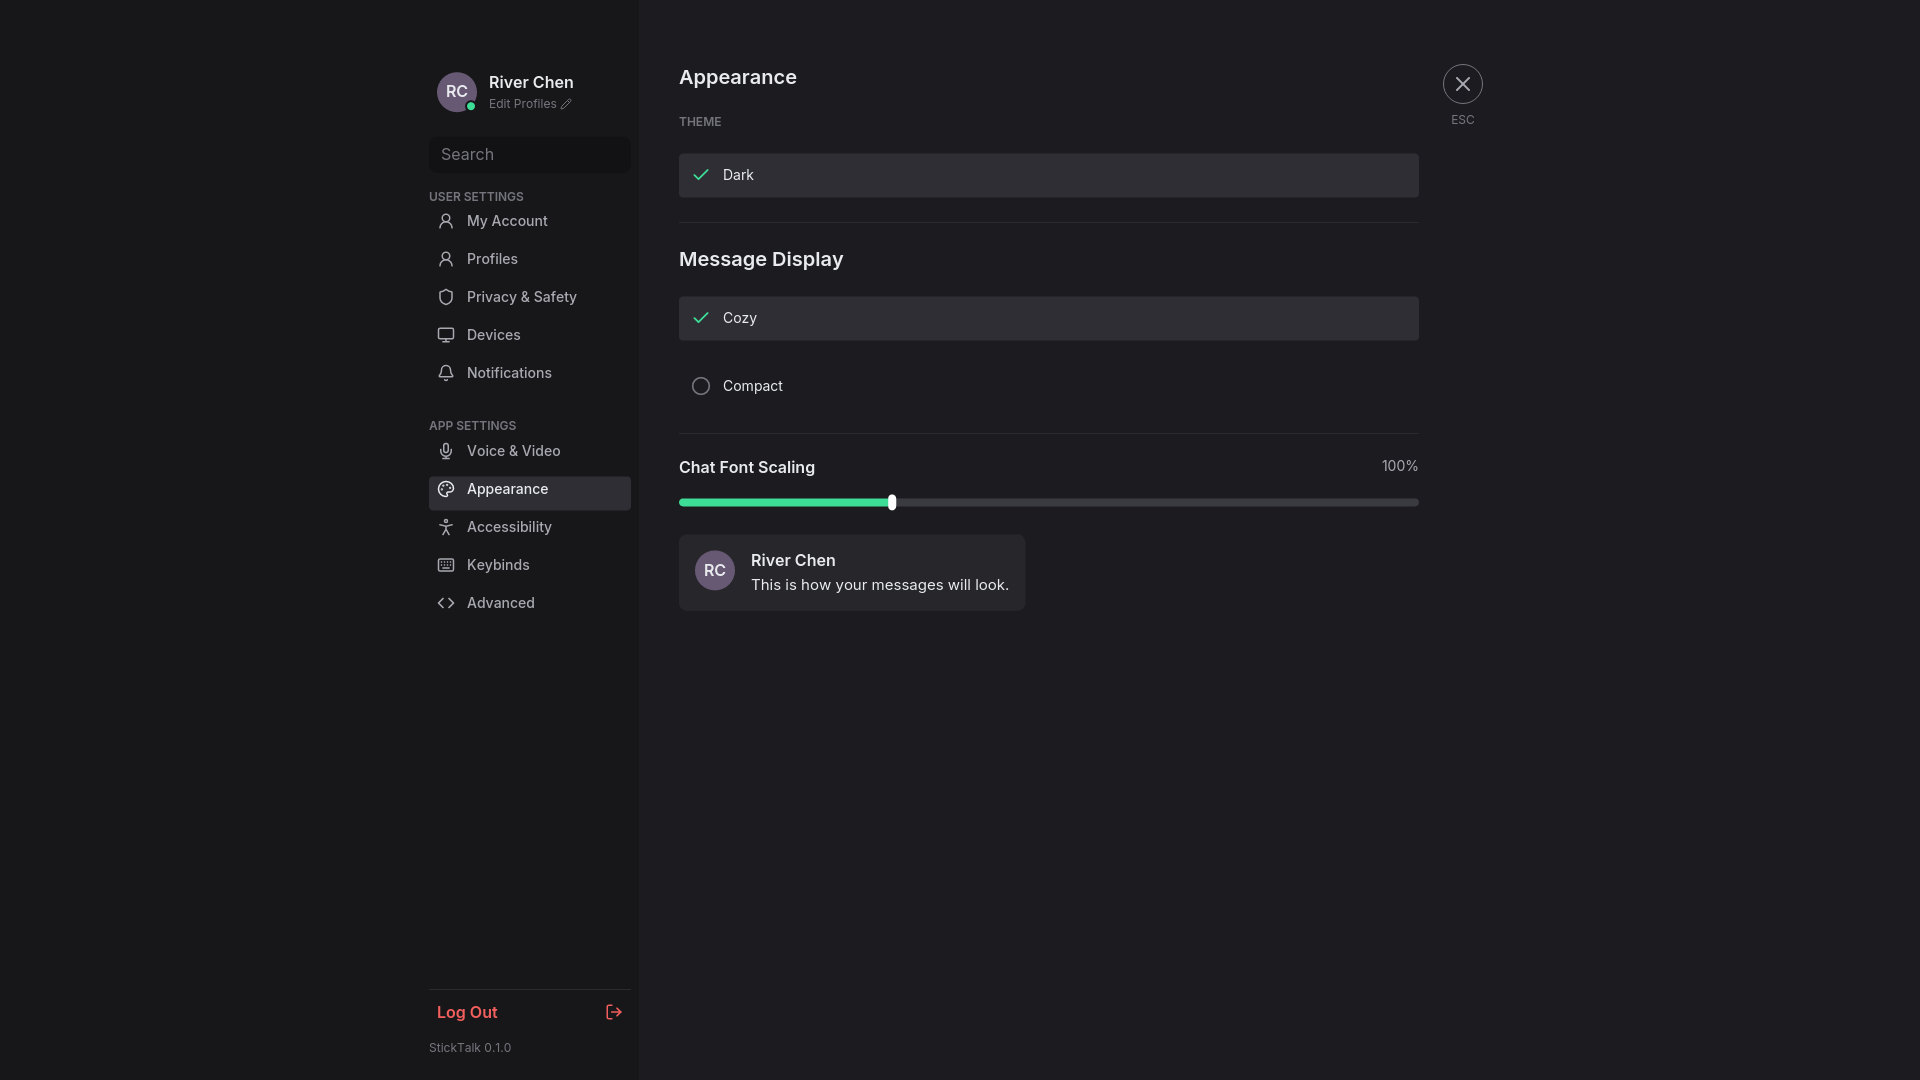 RC
River Chen
Edit Profiles
Search
USER SETTINGS
My Account
Profiles
Privacy & Safety
Devices
Notifications
APP SETTINGS
Voice & Video
Appearance
Accessibility
Keybinds
Advanced
Log Out
StickTalk 0.1.0
Appearance
ESC
THEME
Dark
Message Display
Cozy
Compact
Chat Font Scaling
100%
RC
River Chen
This is how your messages will look.